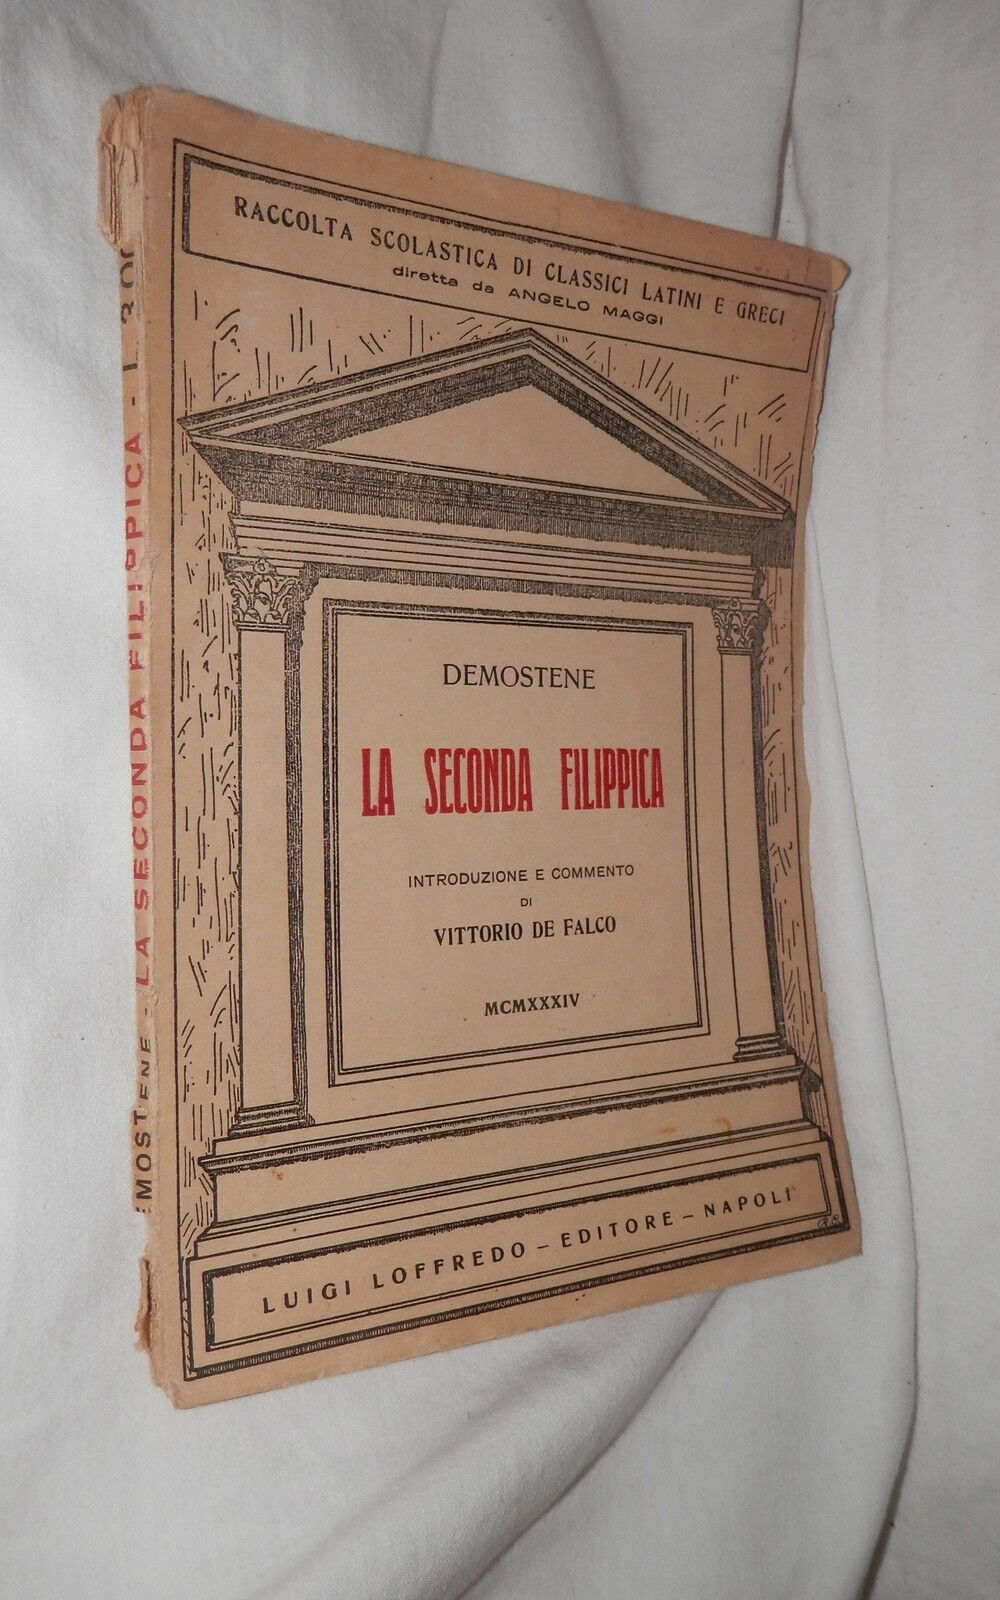 RACCOLTA SCOLASTICA DI CLASSICI LATINI E GRECI
diretta da ANGELO MAGGI
DEMOSTENE
LA SECONDA FILIPPICA
INTRODUZIONE E COMMENTO
DI
VITTORIO DE FALCO
MCMXXXIV
LUIGI LOFFREDO – EDITORE – NAPOLI
MOSTENE - LA SECONDA FILIPPICA - L.